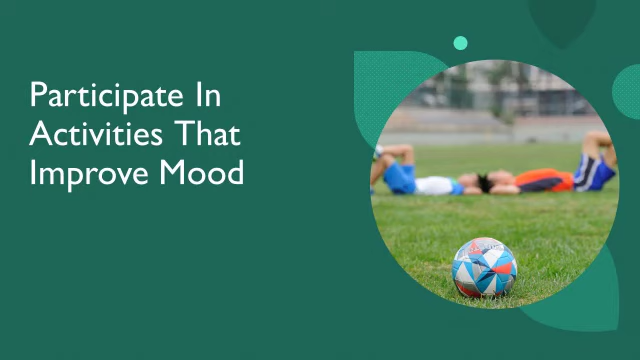 Participate In
Activities That
Improve Mood